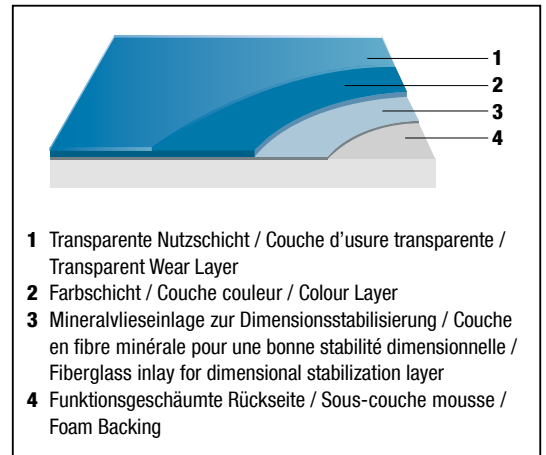 1
2
3
4
1 Transparente Nutzschicht / Couche d'usure transparente /
Transparent Wear Layer
2 Farbschicht / Couche couleur / Colour Layer
3 Mineralvlieseinlage zur Dimensionsstabilisierung / Couche
en fibre minérale pour une bonne stabilité dimensionnelle /
Fiberglass inlay for dimensional stabilization layer
4 Funktionsgeschäumte Rückseite / Sous-couche mousse /
Foam Backing